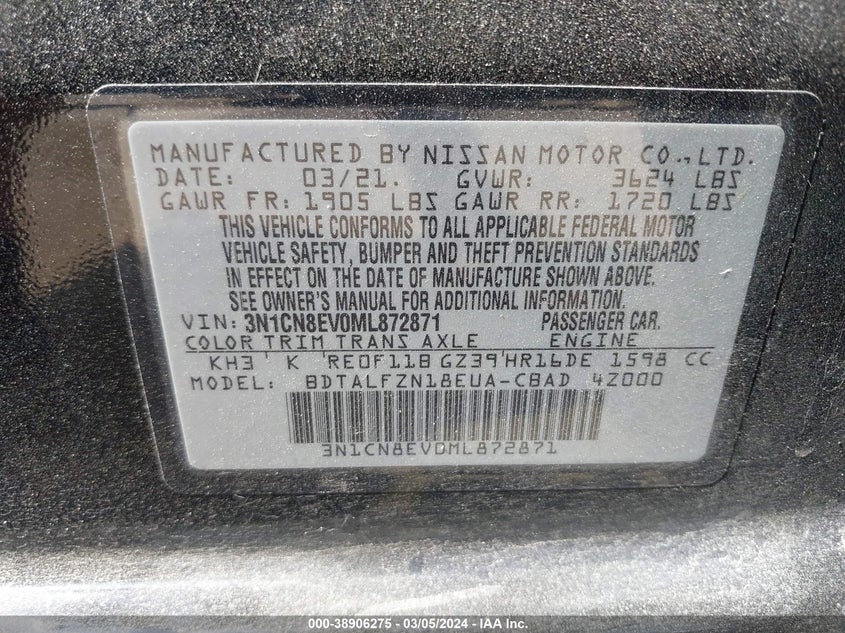 MANUFACTURED BY NISSAN MOTOR CO., LTD.
DATE: 03/21. GVWR: 3624 LBS
GAWR FR: 1905 LBS GAWR RR: 1720 LBS
THIS VEHICLE CONFORMS TO ALL APPLICABLE FEDERAL MOTOR
VEHICLE SAFETY, BUMPER AND THEFT PREVENTION STANDARDS
IN EFFECT ON THE DATE OF MANUFACTURE SHOWN ABOVE.
SEE OWNER'S MANUAL FOR ADDITIONAL INFORMATION.
VIN: 3N1CN8EV0ML872871 PASSENGER CAR.
COLOR TRIM TRANS AXLE ENGINE
KH3 ' K 'RE0F11B GZ39'HR16DE 1598 CC
MODEL: BDTALFZN18EUA-CBAD 4Z000
3N1CN8EV0ML872871
000-38906275 - 03/05/2024 - IAA Inc.